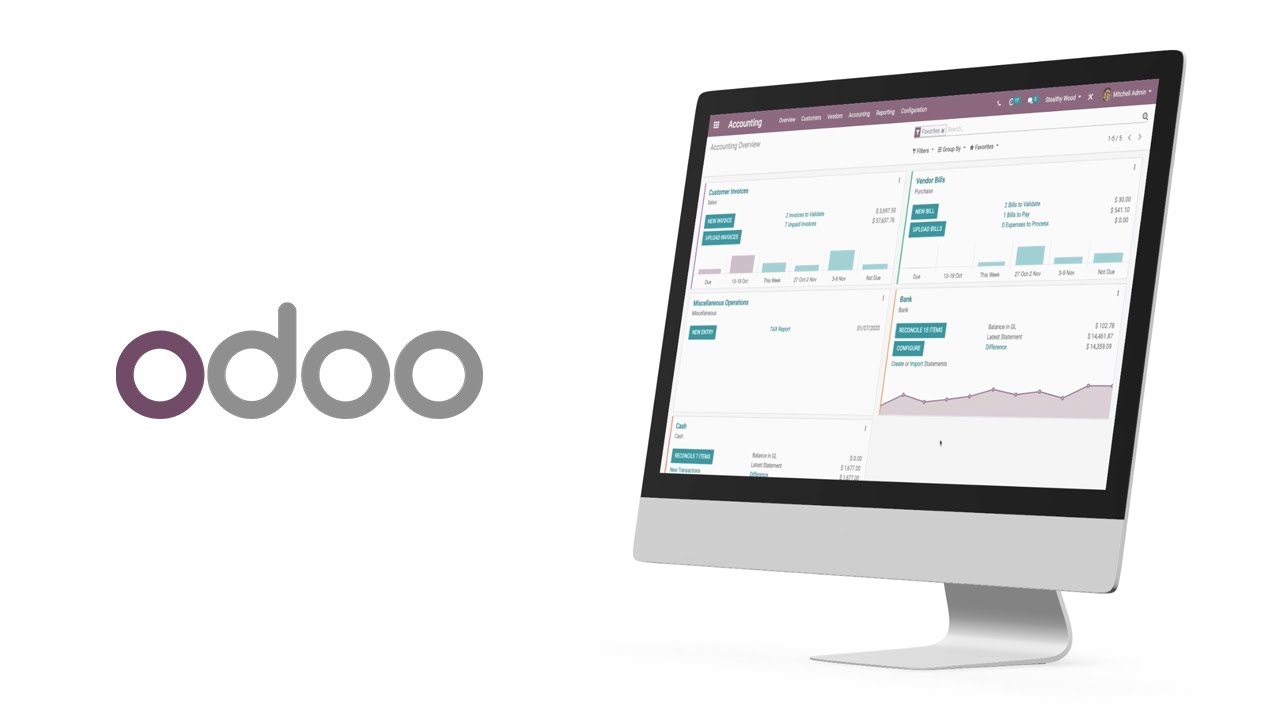 odoo
Accounting Overview Customers Vendors Accounting Reporting Configuration Stealthy Wood Mitchell Admin
Accounting Overview
Favorites x Search...
Filters Group By Favorites 1-5 / 5
Customer Invoices
Sales
NEW INVOICE 2 Invoices to Validate $ 3,697.50
UPLOAD INVOICES 7 Unpaid Invoices $ 57,637.76
Due 13-19 Oct This Week 27 Oct-2 Nov 3-9 Nov Not Due
Vendor Bills
Purchase
NEW BILL 2 Bills to Validate $ 30.00
UPLOAD BILLS 1 Bills to Pay $ 541.10
0 Expenses to Process $ 0.00
Due 13-19 Oct This Week 27 Oct-2 Nov 3-9 Nov Not Due
Miscellaneous Operations
Miscellaneous
NEW ENTRY TAX Report 01/07/2020
Bank
Bank
RECONCILE 15 ITEMS Balance in GL $ 102.78
CONFIGURE Latest Statement $ 14,461.87
Difference $ 14,359.09
Create or Import Statements
Cash
Cash
RECONCILE 7 ITEMS Balance in GL $ 0.00
New Transactions Latest Statement $ 1,677.00
Difference $ 1,677.00